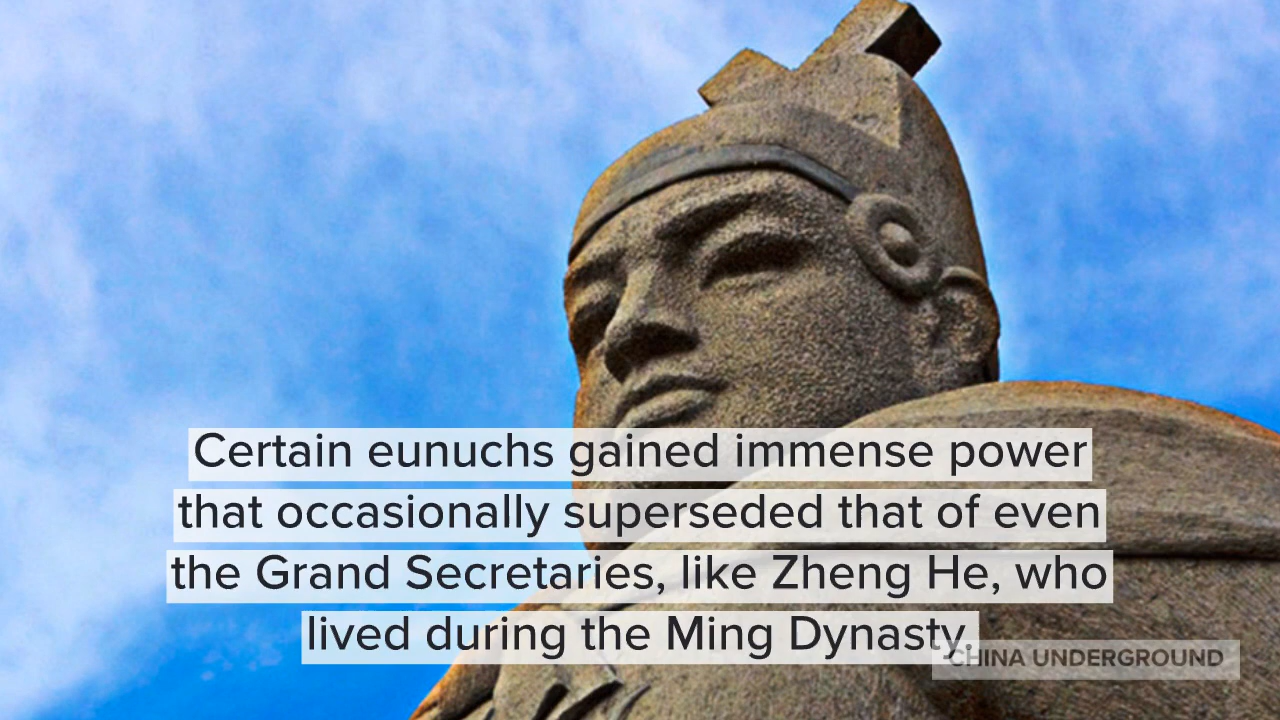 Certain eunuchs gained immense power
that occasionally superseded that of even
the Grand Secretaries, like Zheng He, who
lived during the Ming Dynasty.
CHINA UNDERGROUND